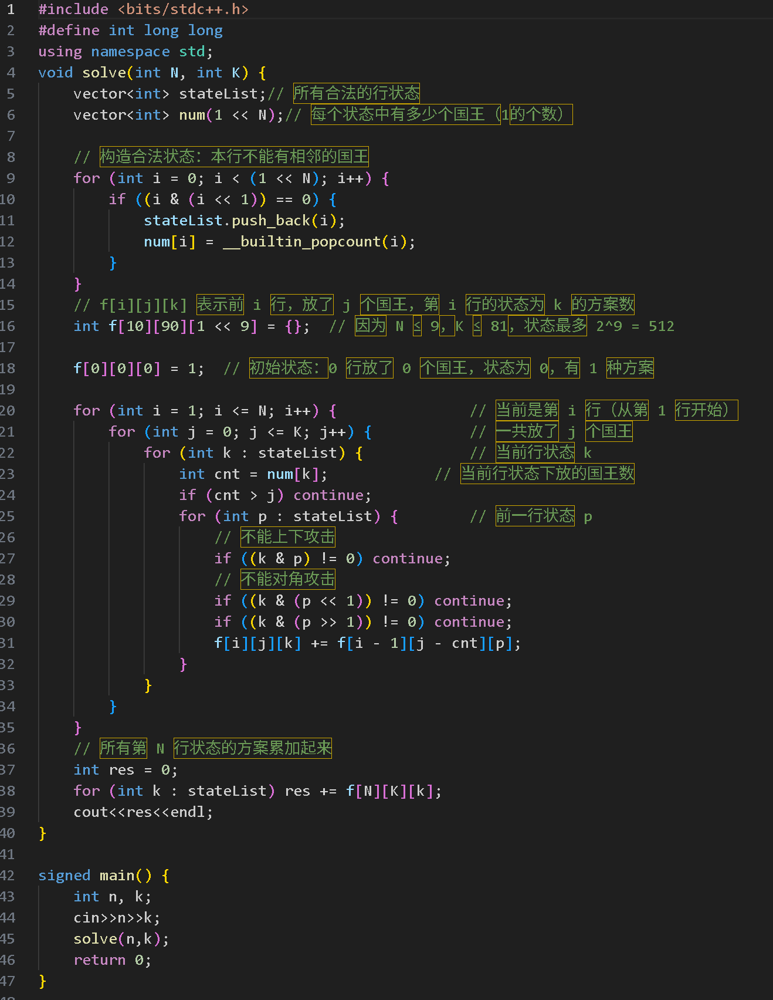 1 #include <bits/stdc++.h>
2 #define int long long
3 using namespace std;
4 void solve(int N, int K) {
5     vector<int> stateList;// 所有合法的行状态
6     vector<int> num(1 << N);// 每个状态中有多少个国王（1的个数）
7
8     // 构造合法状态：本行不能有相邻的国王
9     for (int i = 0; i < (1 << N); i++) {
10         if ((i & (i << 1)) == 0) {
11             stateList.push_back(i);
12             num[i] = __builtin_popcount(i);
13         }
14     }
15     // f[i][j][k] 表示前 i 行，放了 j 个国王，第 i 行的状态为 k 的方案数
16     int f[10][90][1 << 9] = {};  // 因为 N ≤ 9，K ≤ 81，状态最多 2^9 = 512
17
18     f[0][0][0] = 1;  // 初始状态：0 行放了 0 个国王，状态为 0，有 1 种方案
19
20     for (int i = 1; i <= N; i++) {               // 当前是第 i 行（从第 1 行开始）
21         for (int j = 0; j <= K; j++) {           // 一共放了 j 个国王
22             for (int k : stateList) {            // 当前行状态 k
23                 int cnt = num[k];            // 当前行状态下放的国王数
24                 if (cnt > j) continue;
25                 for (int p : stateList) {        // 前一行状态 p
26                     // 不能上下攻击
27                     if ((k & p) != 0) continue;
28                     // 不能对角攻击
29                     if ((k & (p << 1)) != 0) continue;
30                     if ((k & (p >> 1)) != 0) continue;
31                     f[i][j][k] += f[i - 1][j - cnt][p];
32                 }
33             }
34         }
35     }
36     // 所有第 N 行状态的方案累加起来
37     int res = 0;
38     for (int k : stateList) res += f[N][K][k];
39     cout<<res<<endl;
40 }
41
42 signed main() {
43     int n, k;
44     cin>>n>>k;
45     solve(n,k);
46     return 0;
47 }